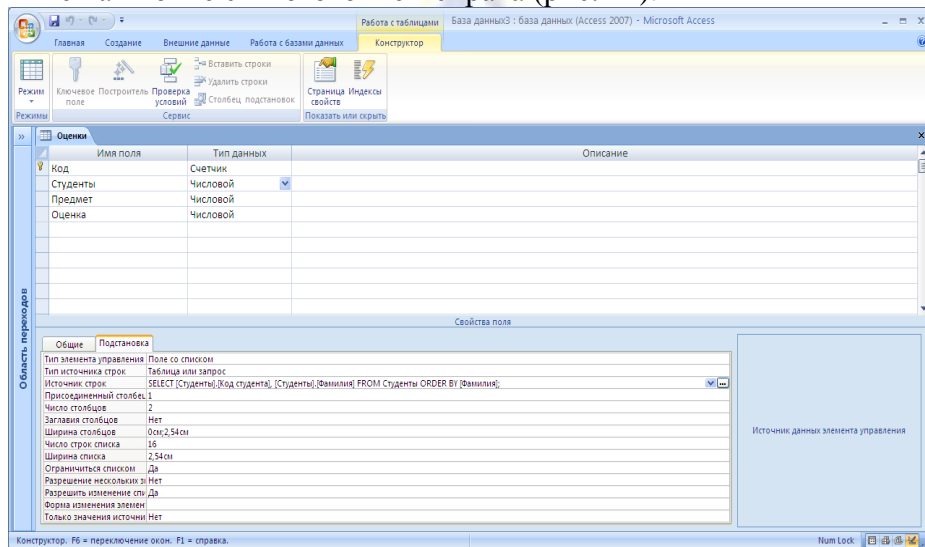 Работа с таблицами
База данных3 : база данных (Access 2007) - Microsoft Access
Главная Создание Внешние данные Работа с базами данных Конструктор
Режим
Ключевое поле
Построитель
Проверка условий
Вставить строки
Удалить строки
Столбец подстановок
Страница свойств
Индексы
Режимы Сервис Показать или скрыть
Оценки
Имя поля Тип данных Описание
Код Счетчик
Студенты Числовой
Предмет Числовой
Оценка Числовой
Область переходов
Свойства поля
Общие Подстановка
Тип элемента управления Поле со списком
Тип источника строк Таблица или запрос
Источник строк SELECT [Студенты].[Код студента], [Студенты].[Фамилия] FROM Студенты ORDER BY [Фамилия];
Присоединенный столбец 1
Число столбцов 2
Заглавия столбцов Нет
Ширина столбцов 0см;2,54см
Число строк списка 16
Ширина списка 2,54см
Ограничиться списком Да
Разрешение нескольких з Нет
Разрешить изменение спи Да
Форма изменения элемен
Только значения источни Нет
Источник данных элемента управления
Конструктор. F6 = переключение окон. F1 = справка.
Num Lock